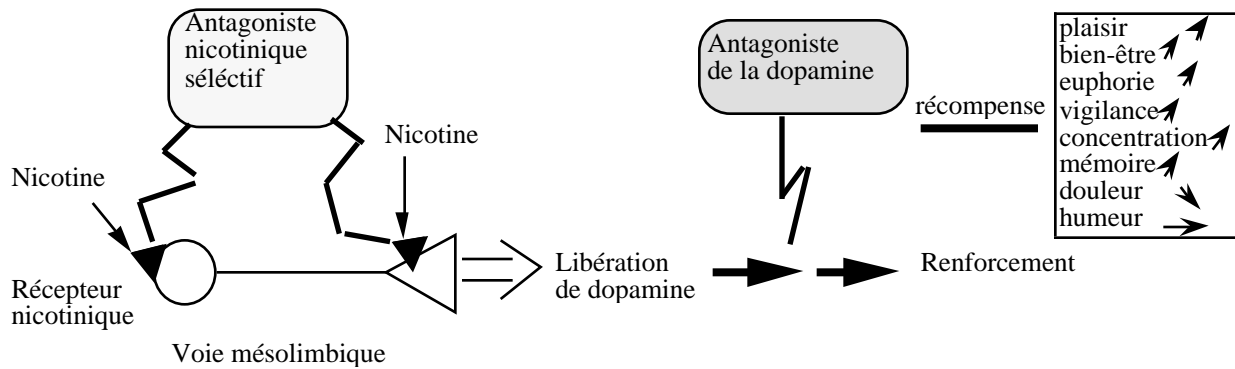 Antagoniste
nicotinique
séléctif
Nicotine
Nicotine
Récepteur
nicotinique
Voie mésolimbique
Libération
de dopamine
Antagoniste
de la dopamine
Renforcement
récompense
plaisir
bien-être
euphorie
vigilance
concentration
mémoire
douleur
humeur